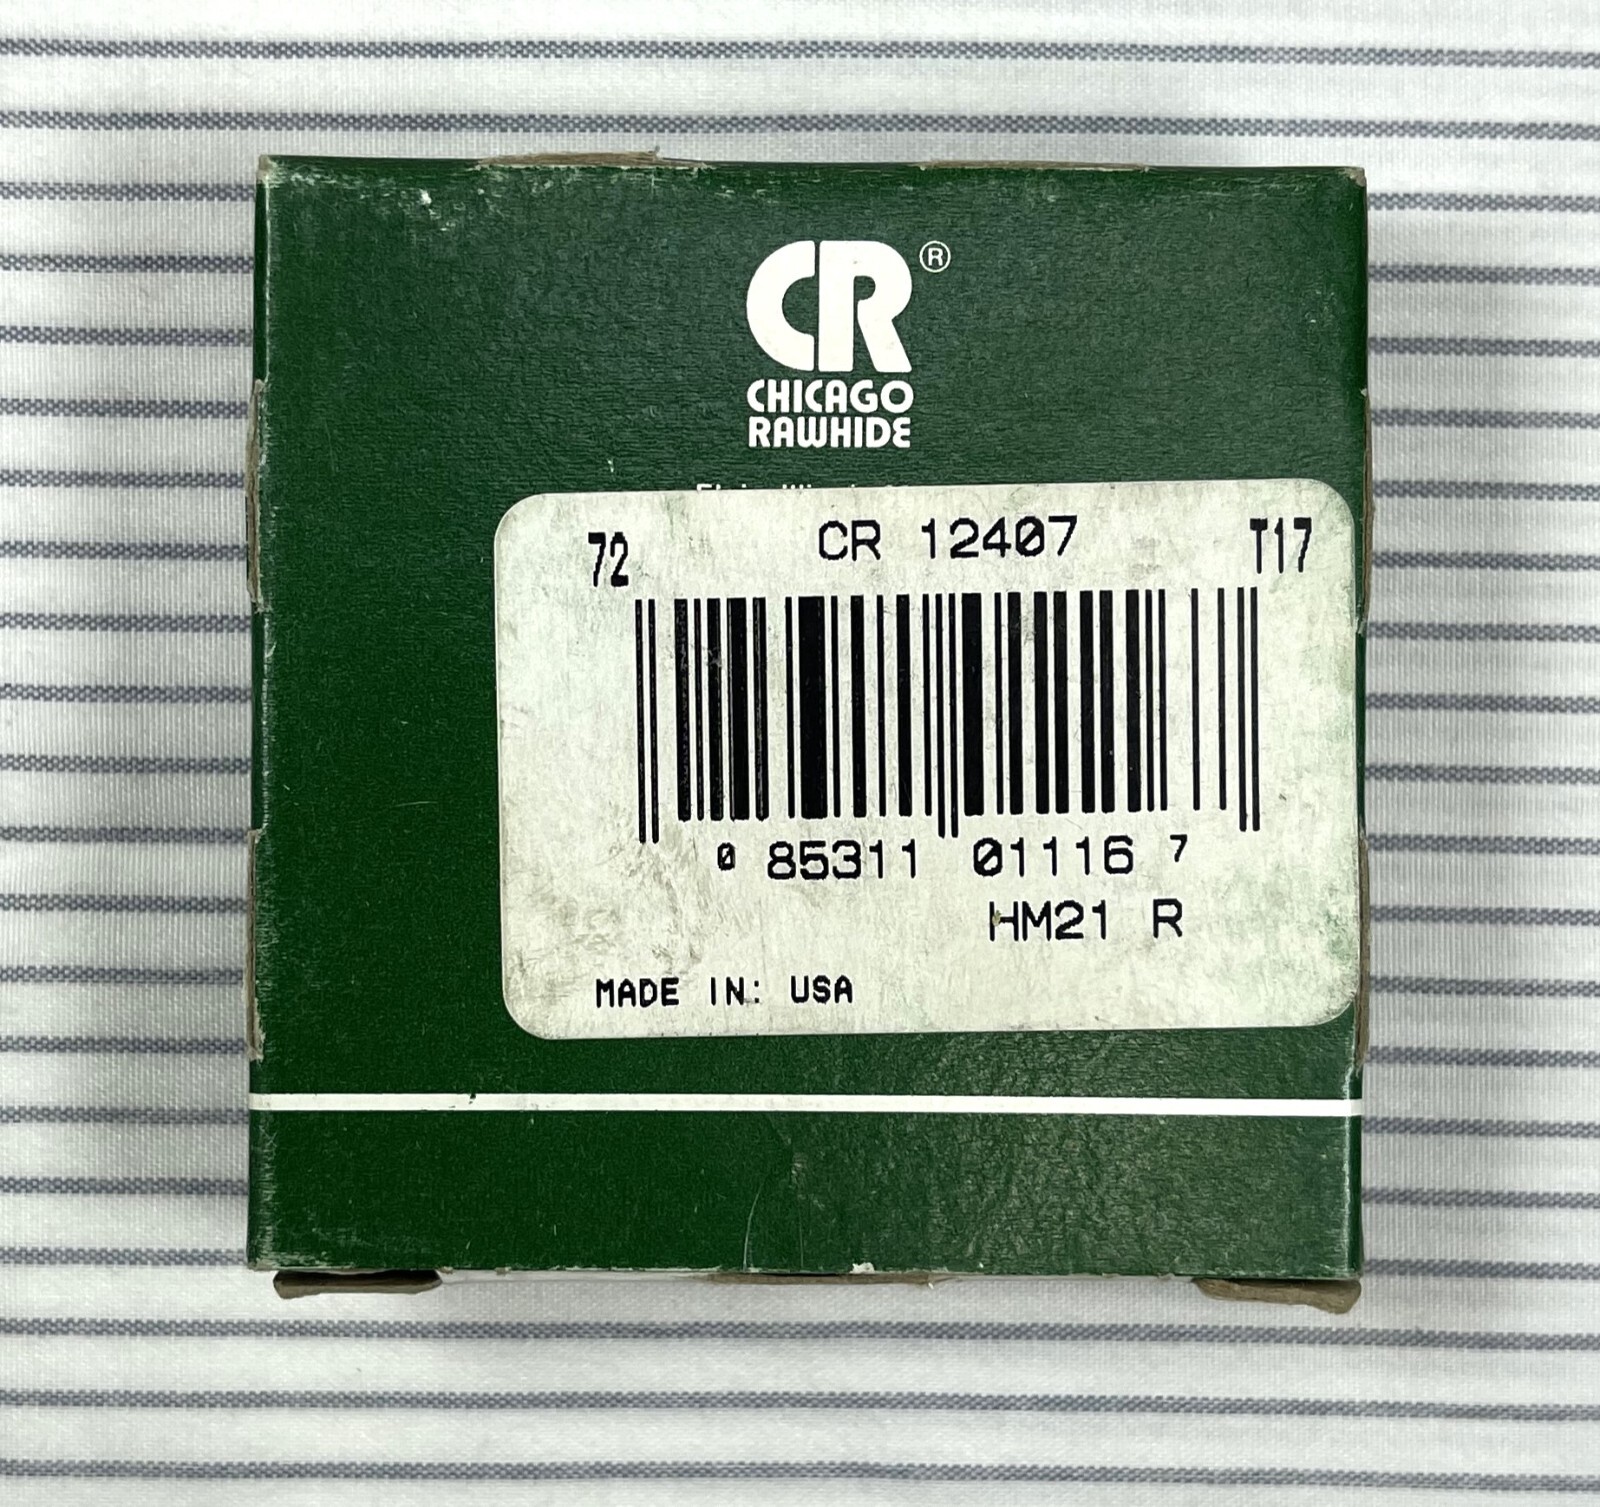 CR®
CHICAGO
RAWHIDE
72 CR 12407 T17
0 85311 01116 7
HM21 R
MADE IN: USA